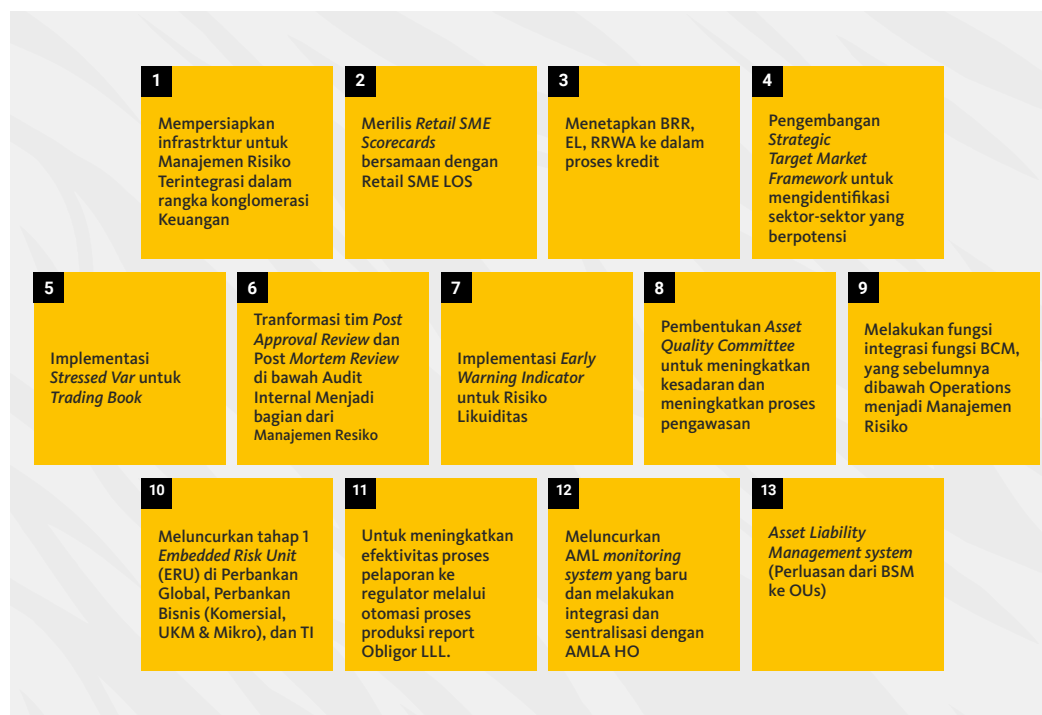 1
Mempersiapkan
infrastrktur untuk
Manajemen Risiko
Terintegrasi dalam
rangka konglomerasi
Keuangan
2
Merilis Retail SME
Scorecards
bersamaan dengan
Retail SME LOS
3
Menetapkan BRR,
EL, RRWA ke dalam
proses kredit
4
Pengembangan
Strategic
Target Market
Framework untuk
mengidentifikasi
sektor-sektor yang
berpotensi
5
Implementasi
Stressed Var untuk
Trading Book
6
Tranformasi tim Post
Approval Review dan
Post Mortem Review
di bawah Audit
Internal Menjadi
bagian dari
Manajemen Resiko
7
Implementasi Early
Warning Indicator
untuk Risiko
Likuiditas
8
Pembentukan Asset
Quality Committee
untuk meningkatkan
kesadaran dan
meningkatkan proses
pengawasan
9
Melakukan fungsi
integrasi fungsi BCM,
yang sebelumnya
dibawah Operations
menjadi Manajemen
Risiko
10
Meluncurkan tahap 1
Embedded Risk Unit
(ERU) di Perbankan
Global, Perbankan
Bisnis (Komersial,
UKM & Mikro), dan TI
11
Untuk meningkatkan
efektivitas proses
pelaporan ke
regulator melalui
otomasi proses
produksi report
Obligor LLL.
12
Meluncurkan
AML monitoring
system yang baru
dan melakukan
integrasi dan
sentralisasi dengan
AMLA HO
13
Asset Liability
Management system
(Perluasan dari BSM
ke OUs)